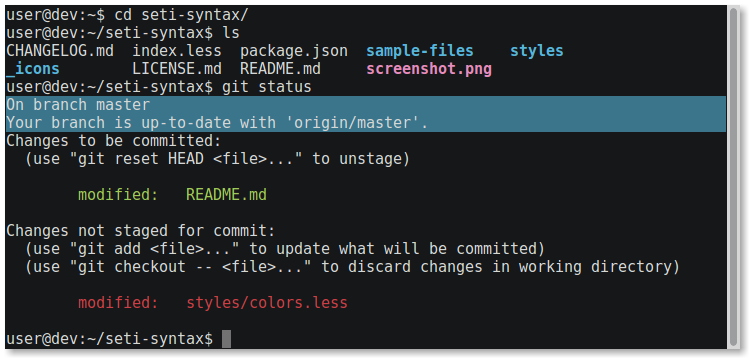 user@dev:~$ cd seti-syntax/
user@dev:~/seti-syntax$ ls
CHANGELOG.md  index.less  package.json  sample-files    styles
_icons        LICENSE.md  README.md     screenshot.png
user@dev:~/seti-syntax$ git status
On branch master
Your branch is up-to-date with 'origin/master'.
Changes to be committed:
  (use "git reset HEAD <file>..." to unstage)

        modified:   README.md

Changes not staged for commit:
  (use "git add <file>..." to update what will be committed)
  (use "git checkout -- <file>..." to discard changes in working directory)

        modified:   styles/colors.less

user@dev:~/seti-syntax$